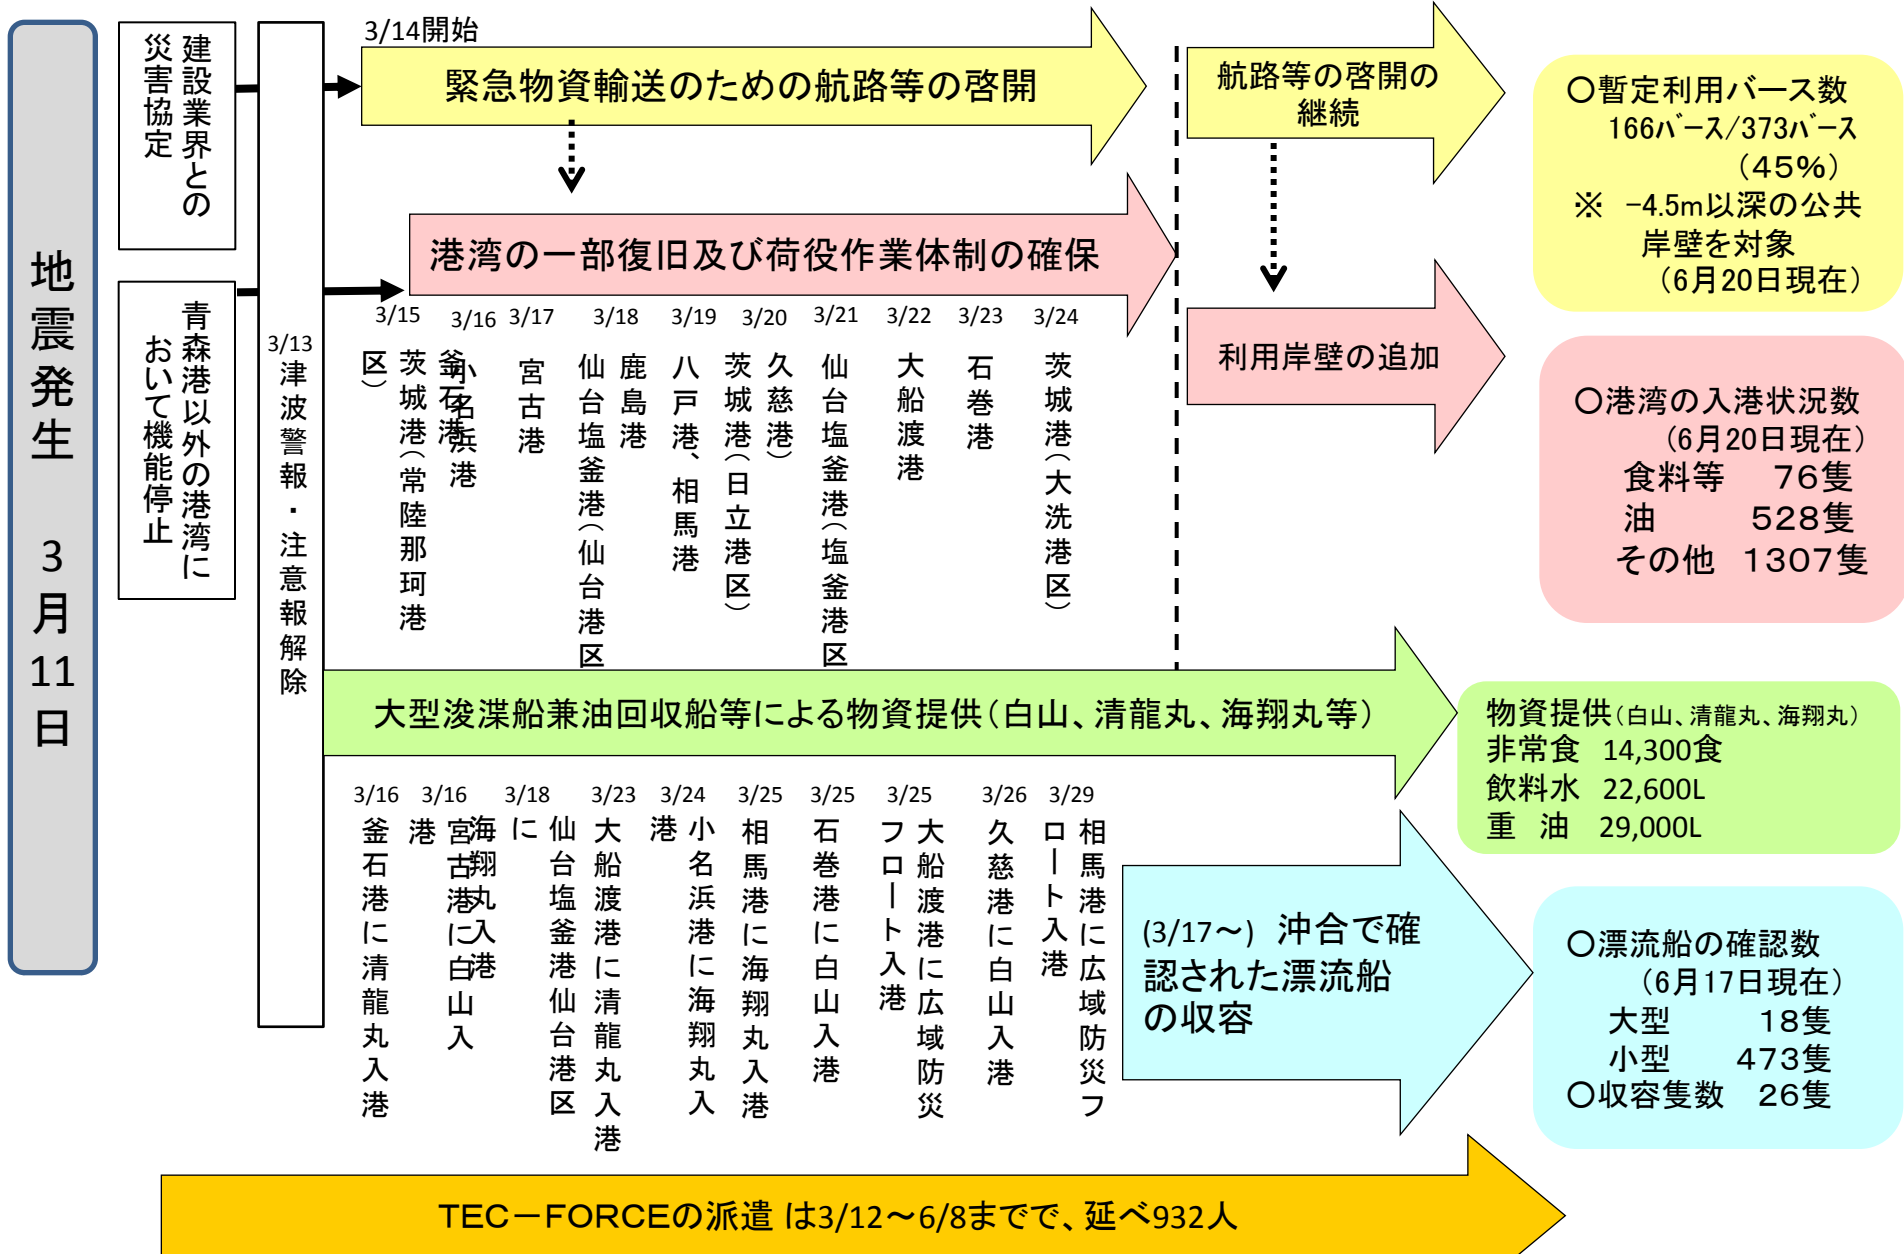 地震発生 3月11日
建設業界との
災害協定
青森港以外の港湾に
おいて機能停止
3/13
津波警報・注意報解除
3/14開始
緊急物資輸送のための航路等の啓開
航路等の啓開の
継続
○暫定利用バース数
166バース/373バース
(45%)
※ -4.5m以深の公共
岸壁を対象
(6月20日現在)
港湾の一部復旧及び荷役作業体制の確保
利用岸壁の追加
3/15
釜石港
茨城港(常陸那珂港
区)
3/16
小名浜港
3/17
宮古港
3/18
鹿島港
仙台塩釜港(仙台港区
3/19
八戸港、相馬港
3/20
久慈港)
茨城港(日立港区)
3/21
仙台塩釜港(塩釜港区
3/22
大船渡港
3/23
石巻港
3/24
茨城港(大洗港区)
○港湾の入港状況数
(6月20日現在)
食料等 76隻
油 528隻
その他 1307隻
大型浚渫船兼油回収船等による物資提供(白山、清龍丸、海翔丸等)
物資提供(白山、清龍丸、海翔丸)
非常食 14,300食
飲料水 22,600L
重 油 29,000L
3/16
釜石港に清龍丸入港
3/16
宮古港に白山入
港
3/18
仙台塩釜港仙台港区
に
海翔丸入港
3/23
大船渡港に清龍丸入港
3/24
小名浜港に海翔丸入
港
3/25
相馬港に海翔丸入港
3/25
石巻港に白山入港
3/25
大船渡港に広域防災
フロート入港
3/26
久慈港に白山入港
3/29
相馬港に広域防災フ
ロート入港
(3/17～) 沖合で確
認された漂流船
の収容
○漂流船の確認数
(6月17日現在)
大型 18隻
小型 473隻
○収容隻数 26隻
TEC－FORCEの派遣 は3/12～6/8までで、延べ932人